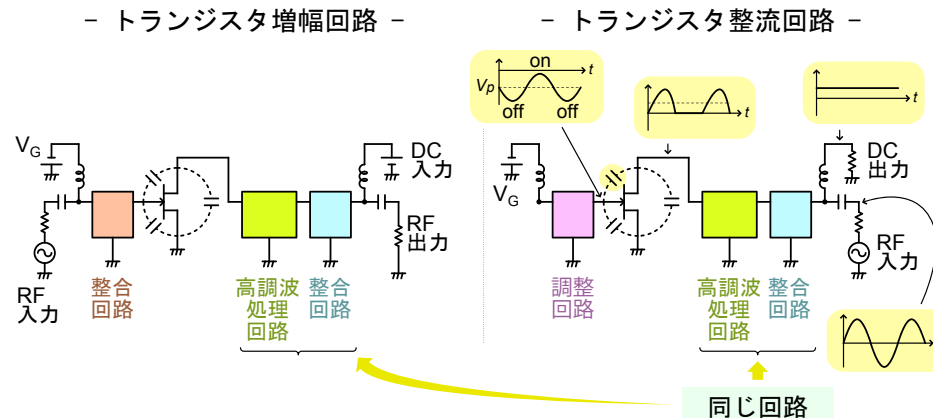 － トランジスタ増幅回路 －
V_G
DC
入力
RF
出力
RF
入力
整合
回路
高調波
処理
回路
整合
回路
－ トランジスタ整流回路 －
on
t
V_p
off
off
t
t
V_G
DC
出力
RF
入力
調整
回路
高調波
処理
回路
整合
回路
t
同じ回路